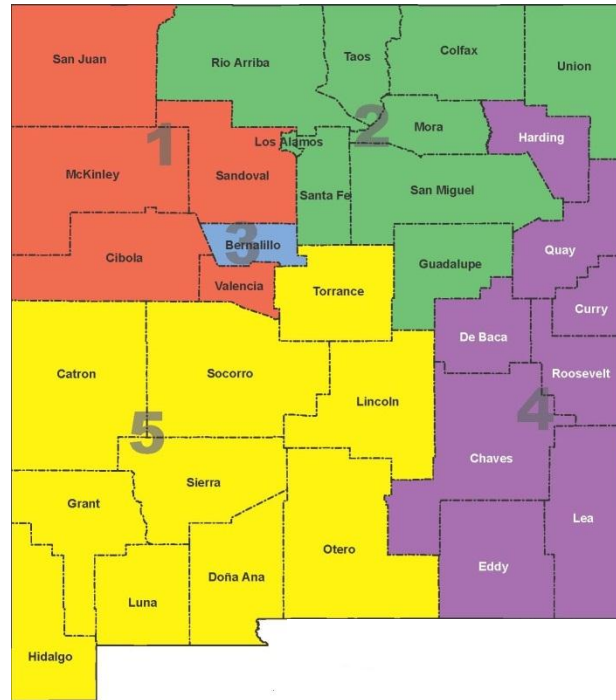 San Juan
Rio Arriba
Taos
Colfax
Union
1
2
Mora
Harding
Los Alamos
McKinley
Sandoval
Santa Fe
San Miguel
3
Bernalillo
Quay
Cibola
Guadalupe
Valencia
Torrance
Curry
De Baca
Catron
Socorro
Roosevelt
Lincoln
4
5
Chaves
Sierra
Grant
Lea
Otero
Eddy
Doña Ana
Luna
Hidalgo